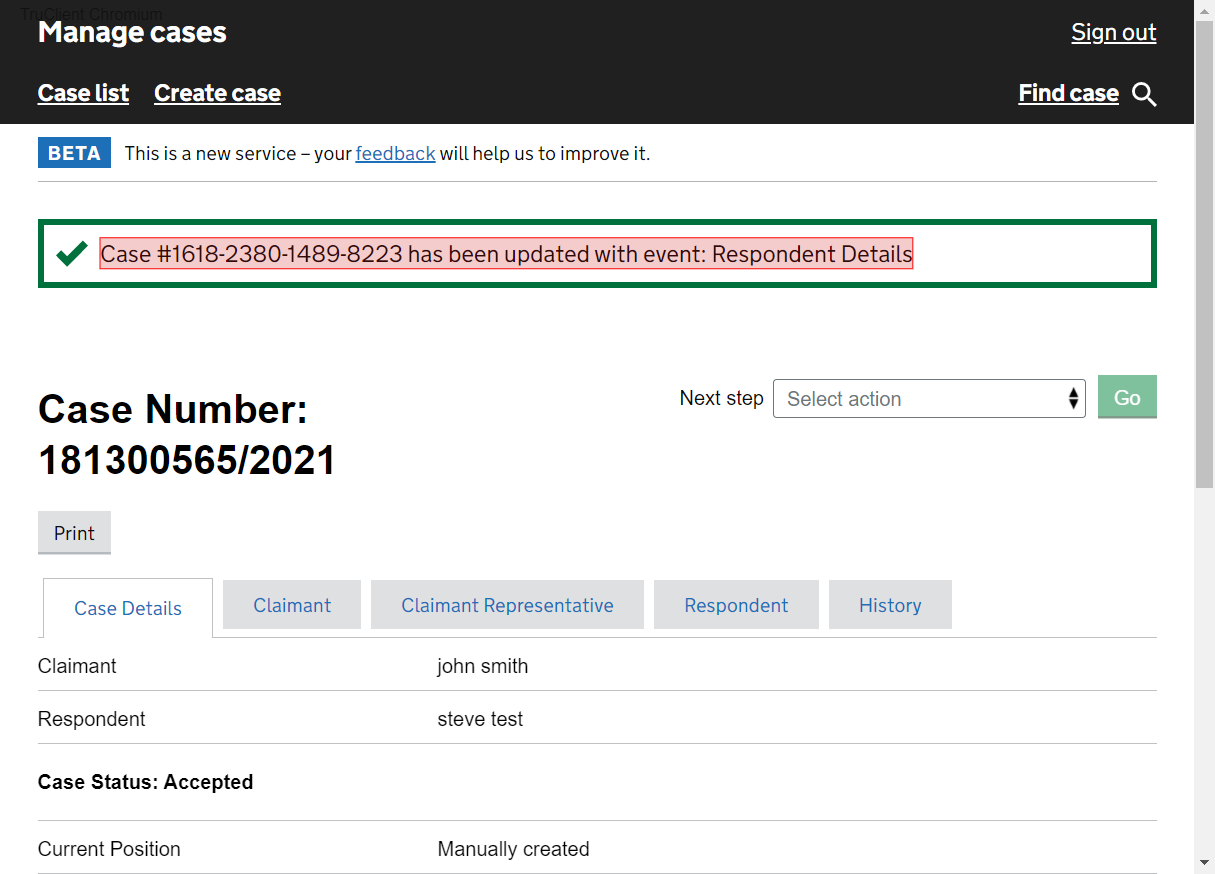 TruClient Chromium
Manage cases
Sign out
Case list Create case
Find case
BETA This is a new service – your feedback will help us to improve it.
Case #1618-2380-1489-8223 has been updated with event: Respondent Details
Case Number:
181300565/2021
Next step Select action Go
Print
Case Details Claimant Claimant Representative Respondent History
Claimant john smith
Respondent steve test
Case Status: Accepted
Current Position Manually created